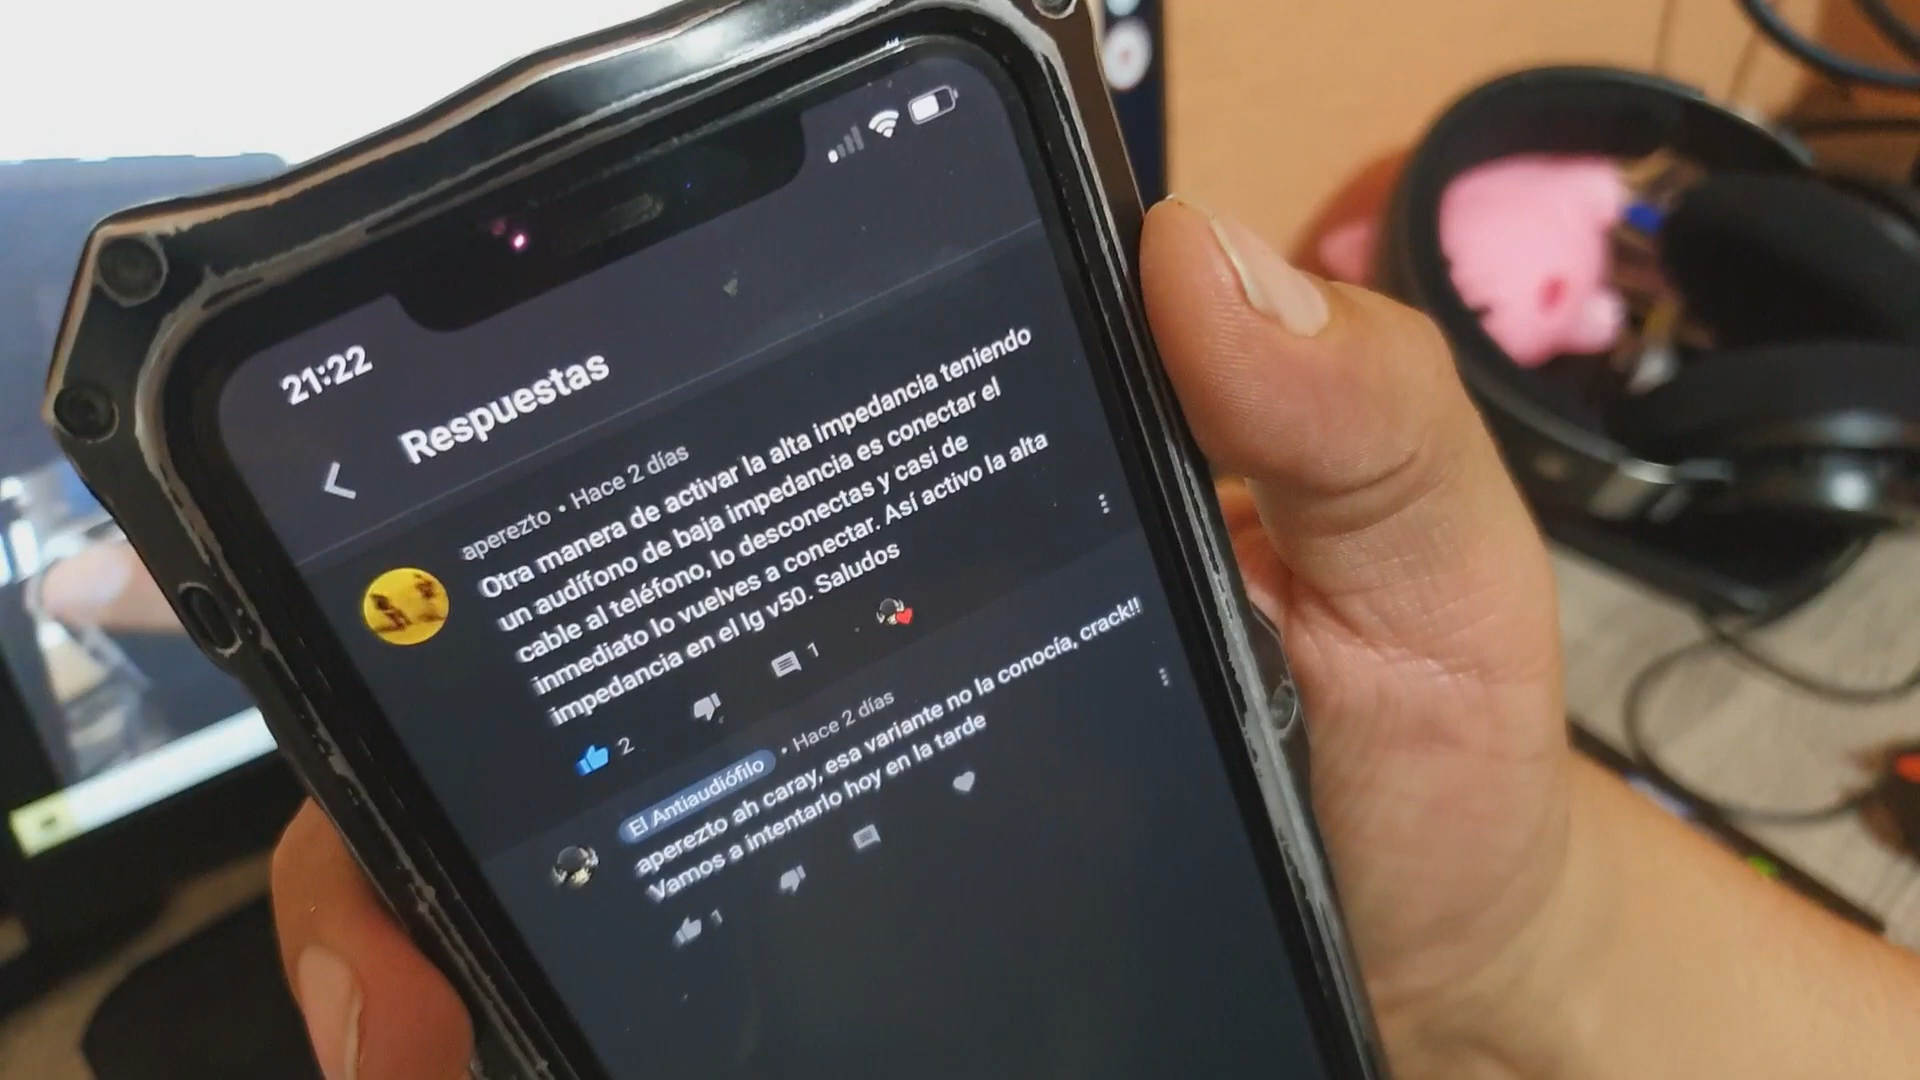 21:22
Respuestas
aperezto • Hace 2 días
Otra manera de activar la alta impedancia teniendo
un audífono de baja impedancia es conectar el
cable al teléfono, lo desconectas y casi de
inmediato lo vuelves a conectar. Así activo la alta
impedancia en el lg v50. Saludos
2
1
El Antiaudiófilo • Hace 2 días
aperezto ah caray, esa variante no la conocía, crack!!
Vamos a intentarlo hoy en la tarde
1